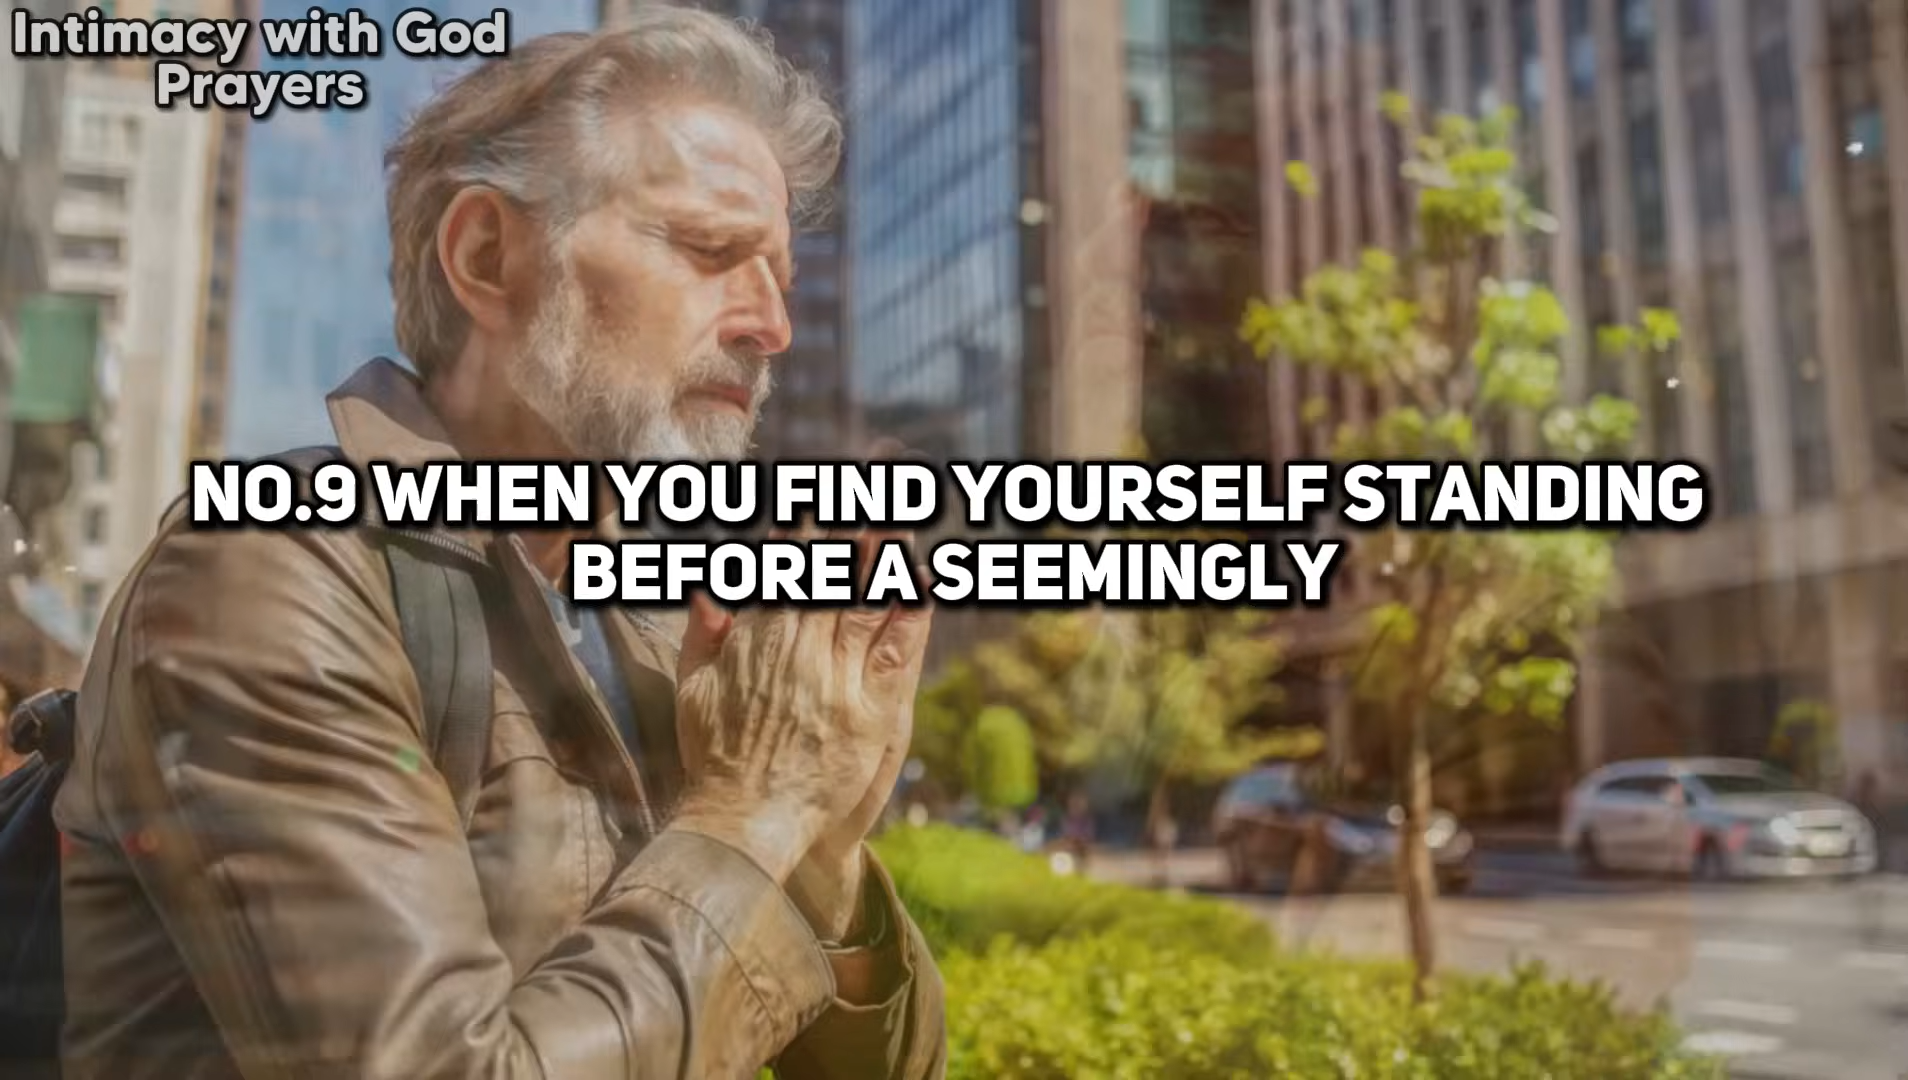 Intimacy with God
Prayers
NO.9 WHEN YOU FIND YOURSELF STANDING
BEFORE A SEEMINGLY